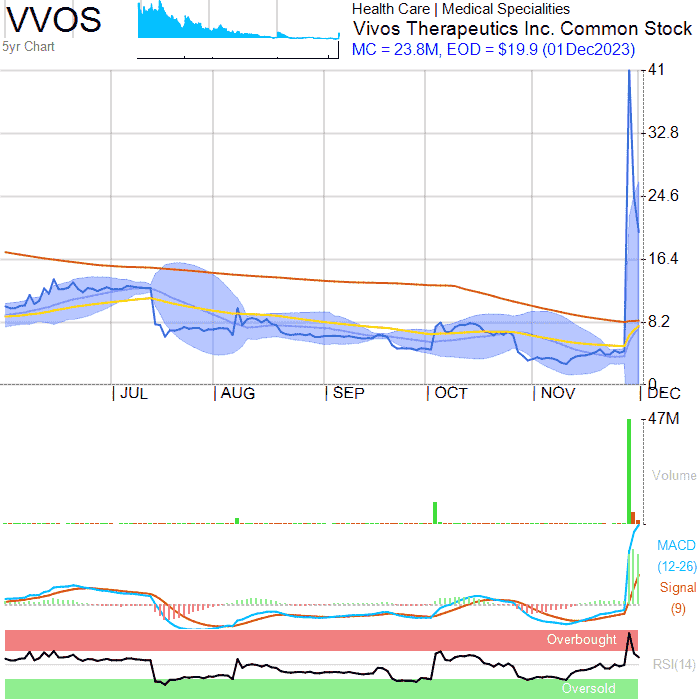 VVOS
5yr Chart
Health Care | Medical Specialities
Vivos Therapeutics Inc. Common Stock
MC = 23.8M, EOD = $19.9 (01Dec2023)
41
32.8
24.6
16.4
8.2
0
| JUL | AUG | SEP | OCT | NOV | DEC
47M
Volume
MACD
(12-26)
Signal
(9)
Overbought
RSI(14)
Oversold